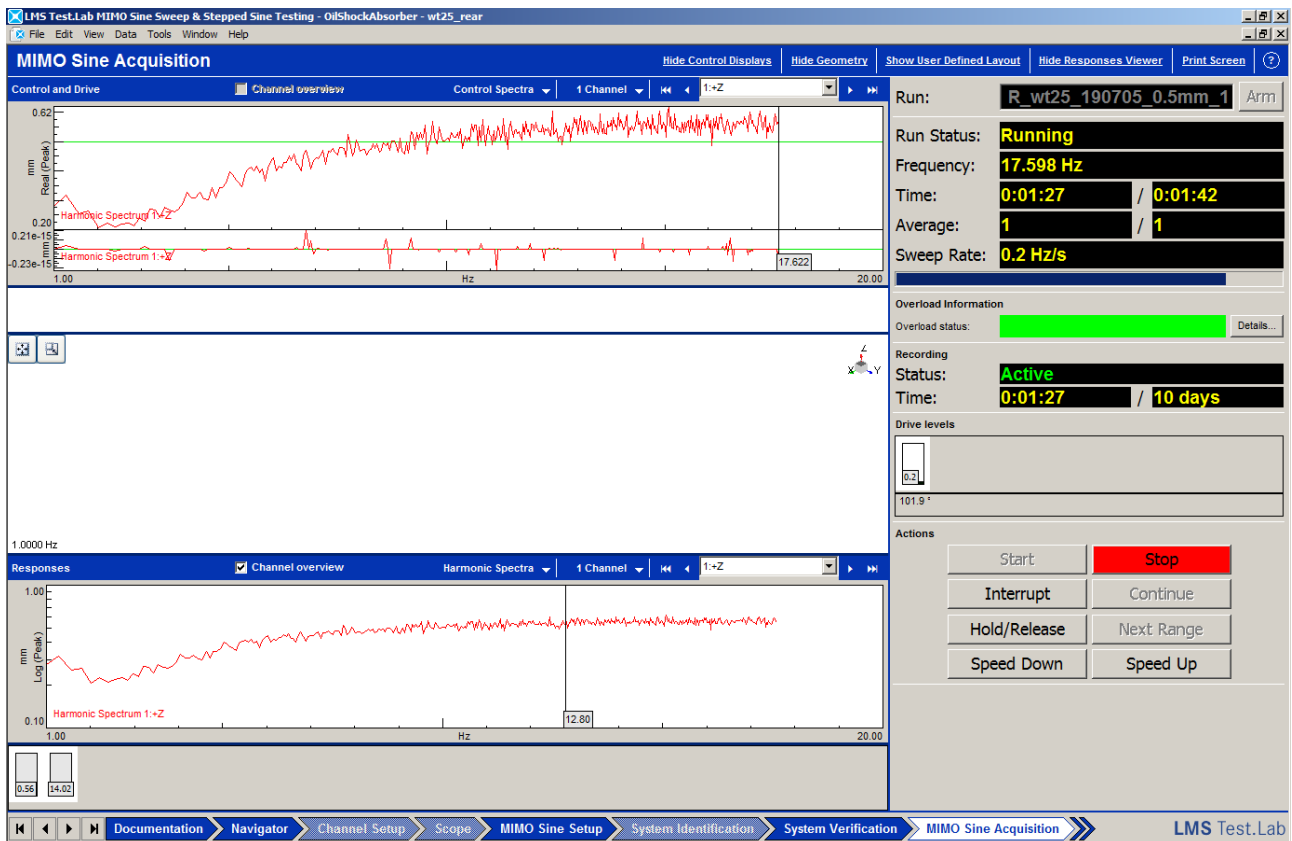 LMS Test.Lab MIMO Sine Sweep & Stepped Sine Testing - OilShockAbsorber - wt25_rear
File Edit View Data Tools Window Help
MIMO Sine Acquisition
Hide Control Displays Hide Geometry Show User Defined Layout Hide Responses Viewer Print Screen ?
Control and Drive Channel overview Control Spectra 1 Channel 1:+Z
0.62
mm
Real (Peak)
Harmonic Spectrum 1:+Z
0.20
0.21e-15
mm
Harmonic Spectrum 1:+Z
-0.23e-15
17.622
1.00 Hz 20.00
Z
X Y
1.0000 Hz
Responses Channel overview Harmonic Spectra 1 Channel 1:+Z
1.00
mm
Log (Peak)
Harmonic Spectrum 1:+Z
0.10
12.80
1.00 Hz 20.00
0.56 14.02
Run: R_wt25_190705_0.5mm_1 Arm
Run Status: Running
Frequency: 17.598 Hz
Time: 0:01:27 / 0:01:42
Average: 1 / 1
Sweep Rate: 0.2 Hz/s
Overload Information
Overload status: Details...
Recording
Status: Active
Time: 0:01:27 / 10 days
Drive levels
0.2
101.9 °
Actions
Start Stop
Interrupt Continue
Hold/Release Next Range
Speed Down Speed Up
Documentation Navigator Channel Setup Scope MIMO Sine Setup System Identification System Verification MIMO Sine Acquisition LMS Test.Lab